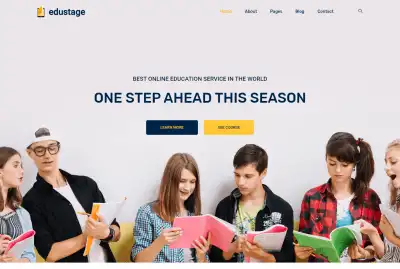 edustage
Home About Pages Blog Contact
BEST ONLINE EDUCATION SERVICE IN THE WORLD
ONE STEP AHEAD THIS SEASON
LEARN MORE
SEE COURSE